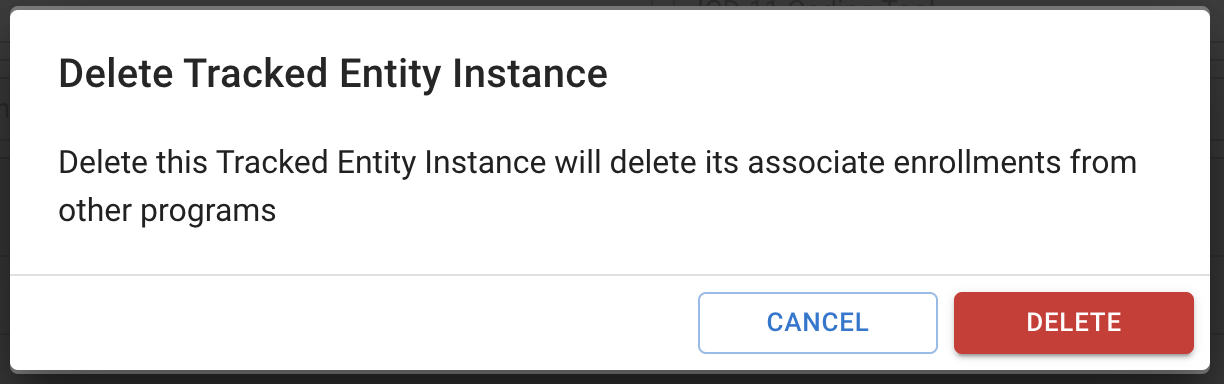 Delete Tracked Entity Instance
Delete this Tracked Entity Instance will delete its associate enrollments from
other programs
CANCEL
DELETE